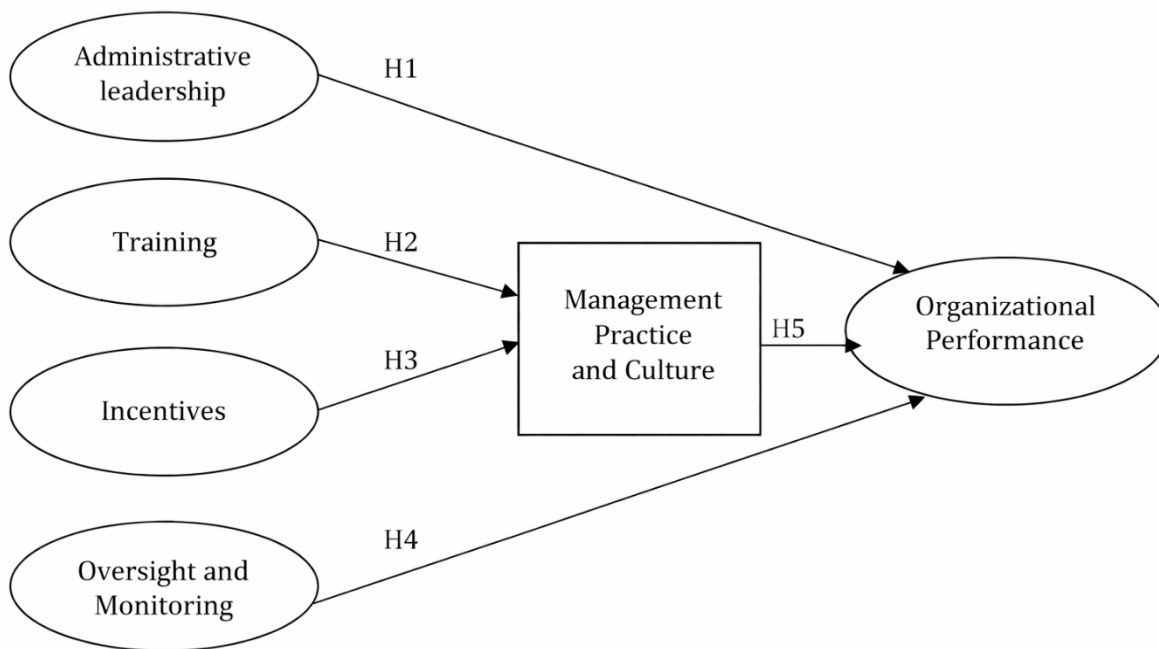 Administrative
leadership
H1
Training
H2
Incentives
H3
Oversight and
Monitoring
H4
Management
Practice
and Culture
H5
Organizational
Performance